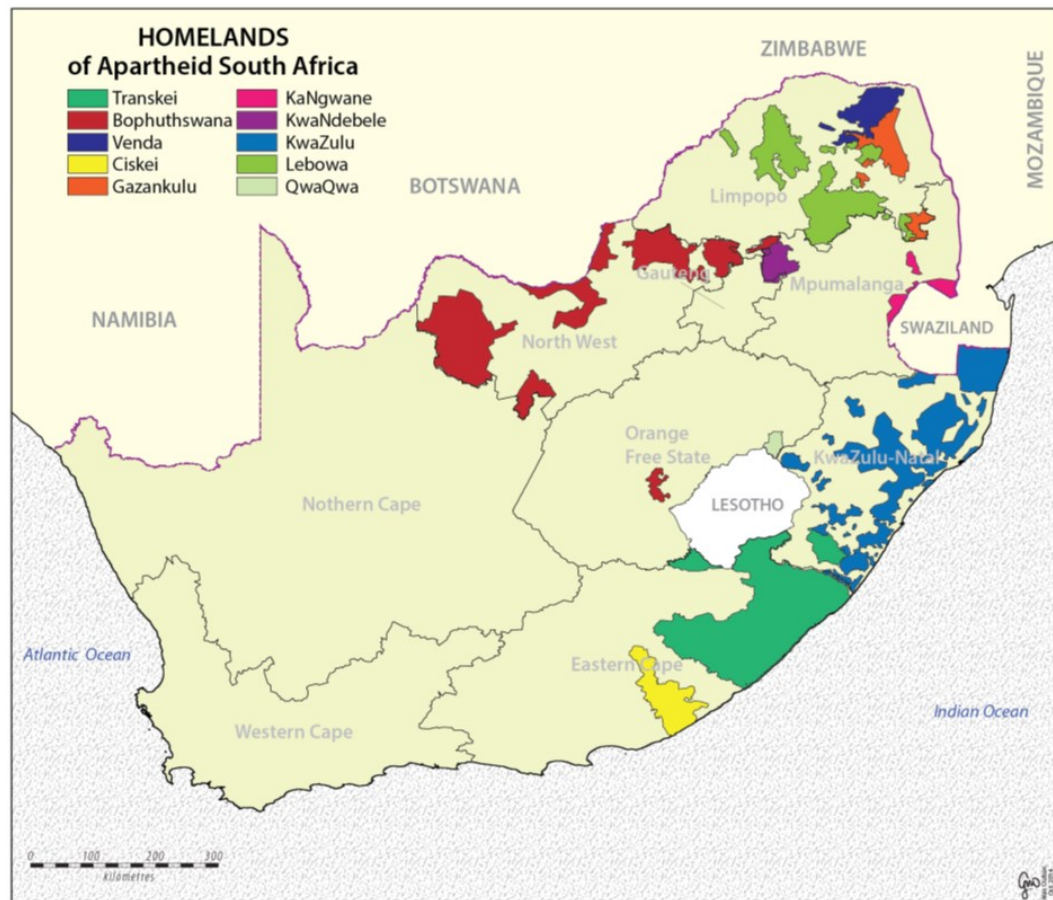 HOMELANDS
of Apartheid South Africa
Transkei
Bophuthswana
Venda
Ciskei
Gazankulu
KaNgwane
KwaNdebele
KwaZulu
Lebowa
QwaQwa
ZIMBABWE
MOZAMBIQUE
BOTSWANA
Limpopo
Gauteng
Mpumalanga
NAMIBIA
SWAZILAND
North West
Orange
Free State
KwaZulu-Natal
Nothern Cape
LESOTHO
Atlantic Ocean
Eastern Cape
Indian Ocean
Western Cape
0 100 200 300
kilometres